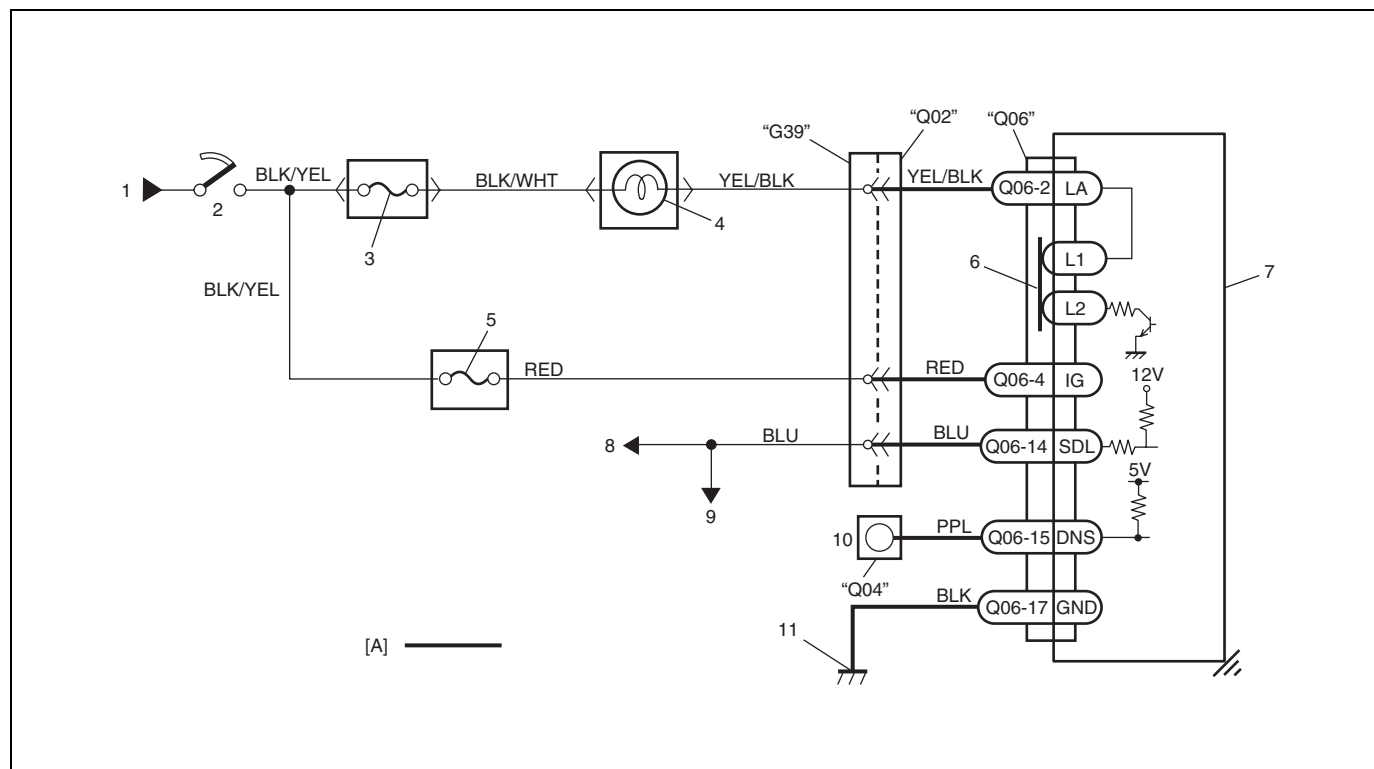 “Q02”
“Q06”
“G39”
BLK/YEL
BLK/WHT
YEL/BLK
YEL/BLK
Q06-2 LA
1
2
3
4
L1
6
7
L2
BLK/YEL
5
RED
RED
Q06-4 IG
12V
8
BLU
BLU
Q06-14 SDL
5V
9
10
PPL
Q06-15 DNS
“Q04”
BLK
Q06-17 GND
11
[A]